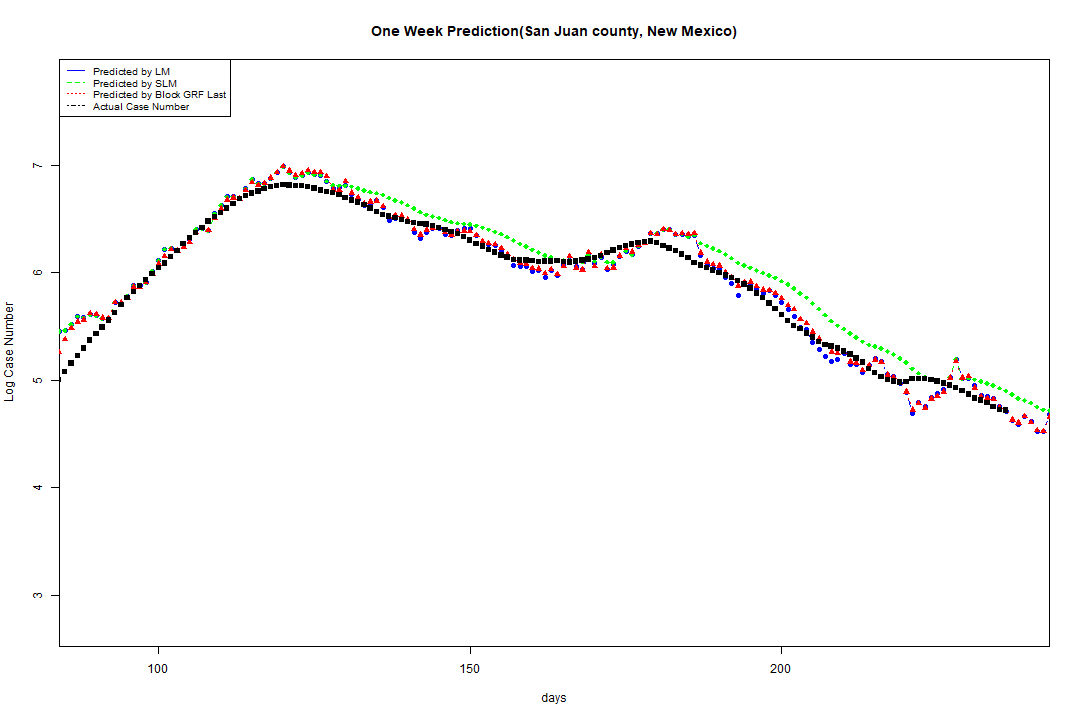 One Week Prediction(San Juan county, New Mexico)
Predicted by LM
Predicted by SLM
Predicted by Block GRF Last
Actual Case Number
7
6
5
4
3
Log Case Number
100 150 200
days